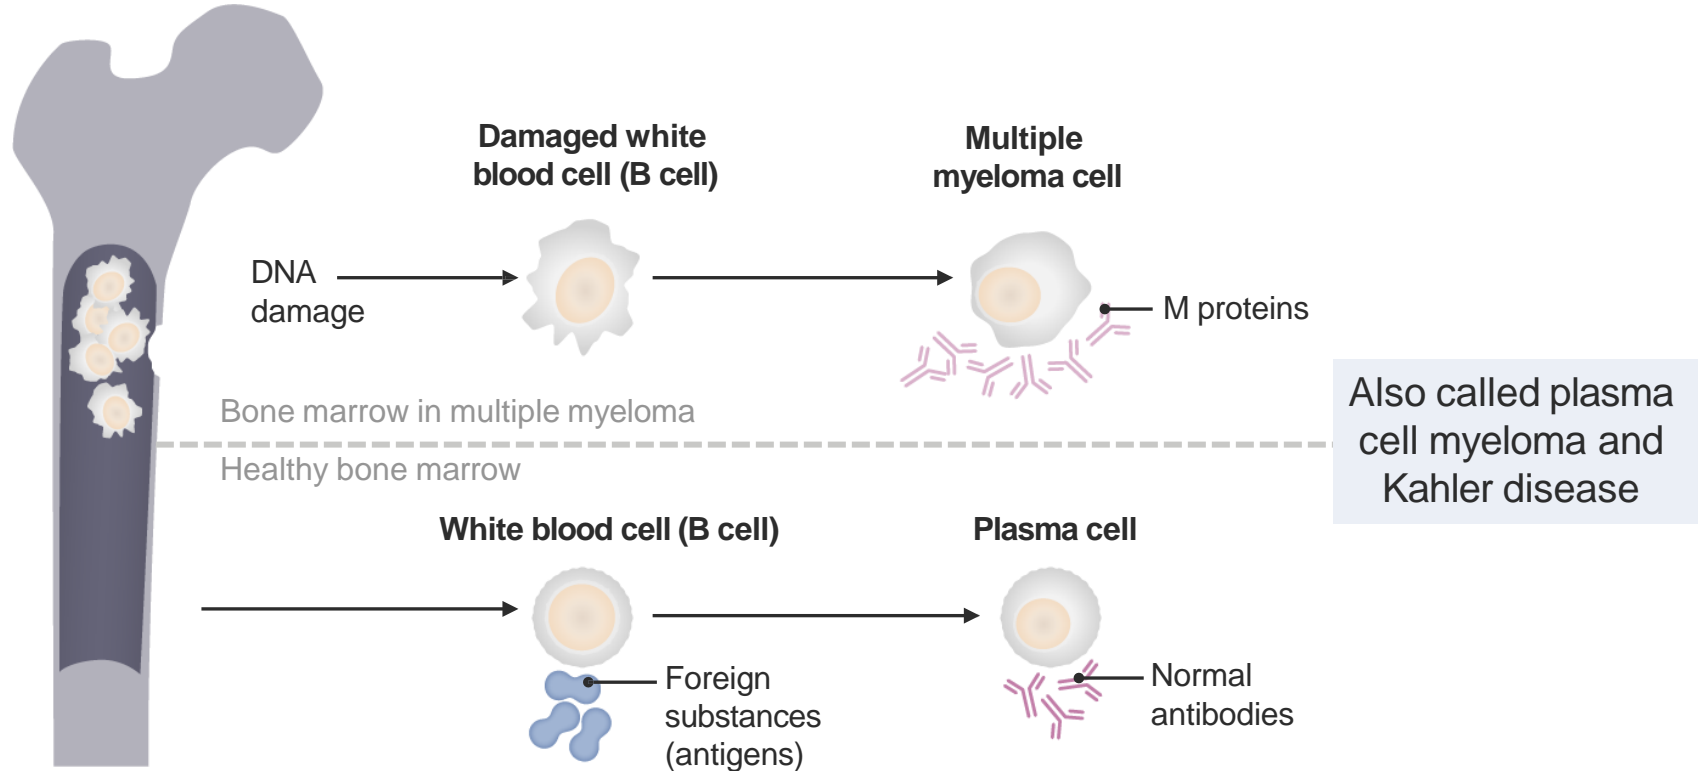 Damaged white
blood cell (B cell)
Multiple
myeloma cell
DNA
damage
M proteins
Bone marrow in multiple myeloma
Also called plasma
cell myeloma and
Kahler disease
Healthy bone marrow
White blood cell (B cell)
Plasma cell
Foreign
substances
(antigens)
Normal
antibodies